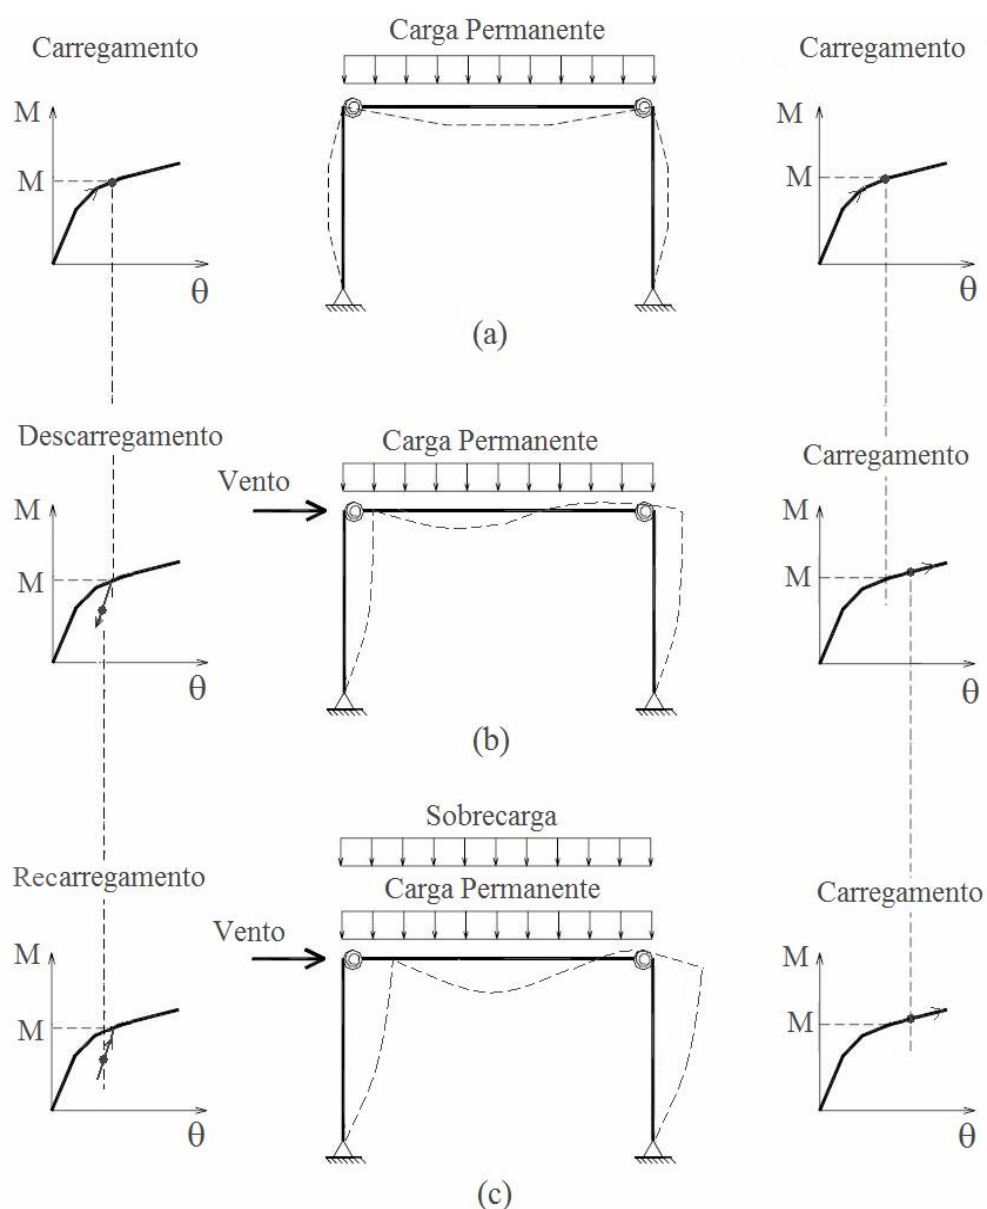 Carregamento
Carga Permanente
Carregamento
M
M
θ
M
M
θ
(a)
Descarregamento
Vento
Carga Permanente
Carregamento
M
M
θ
M
M
θ
(b)
Sobrecarga
Recarregamento
Vento
Carga Permanente
Carregamento
M
M
θ
M
M
θ
(c)